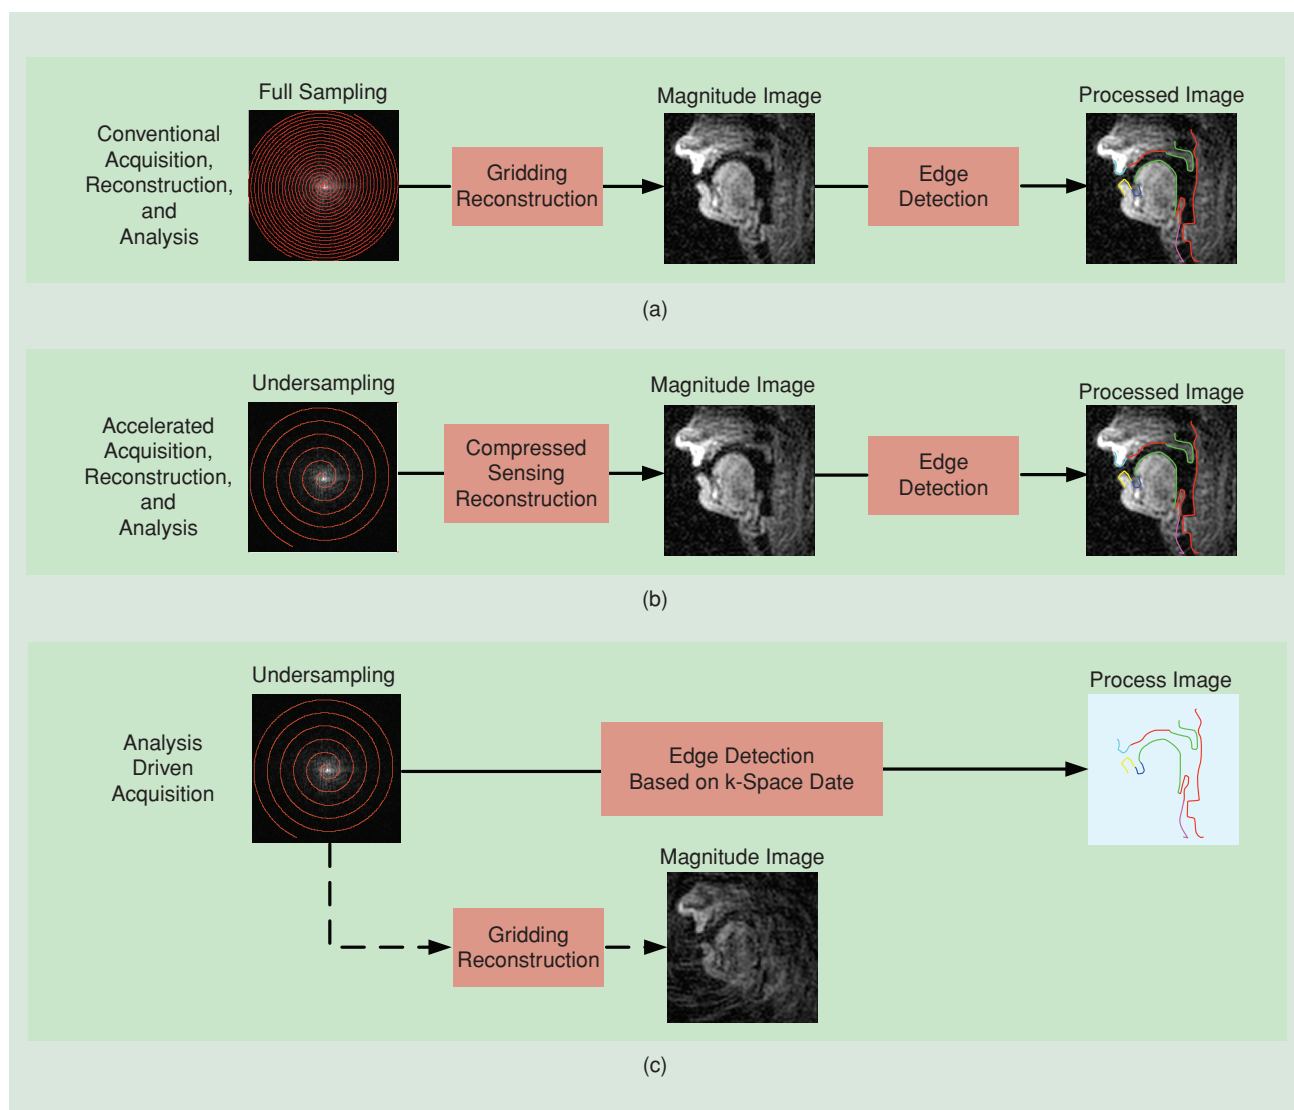 Full Sampling
Magnitude Image
Processed Image
Conventional
Acquisition,
Reconstruction,
and
Analysis
Gridding
Reconstruction
Edge
Detection
(a)
Undersampling
Magnitude Image
Processed Image
Accelerated
Acquisition,
Reconstruction,
and
Analysis
Compressed
Sensing
Reconstruction
Edge
Detection
(b)
Undersampling
Process Image
Analysis
Driven
Acquisition
Edge Detection
Based on k-Space Date
Magnitude Image
Gridding
Reconstruction
(c)